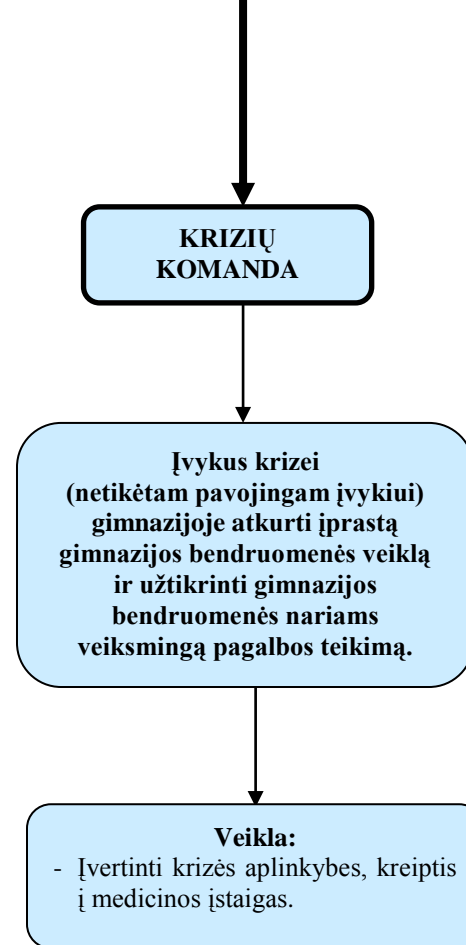 KRIZIŲ
KOMANDA
Įvykus krizei
(netikėtam pavojingam įvykiui)
gimnazijoje atkurti įprastą
gimnazijos bendruomenės veiklą
ir užtikrinti gimnazijos
bendruomenės nariams
veiksmingą pagalbos teikimą.
Veikla:
- Įvertinti krizės aplinkybes, kreiptis
į medicinos įstaigas.